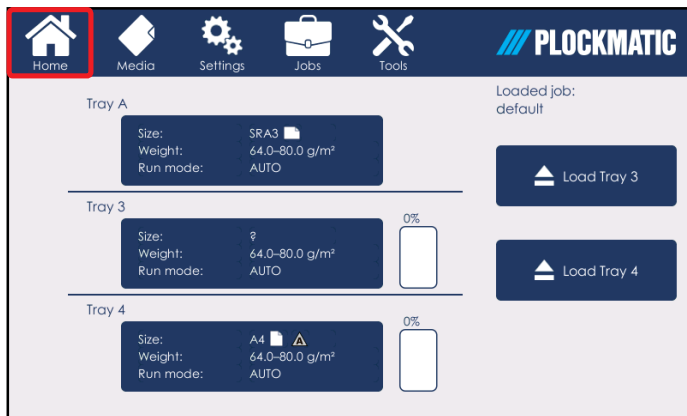 Home Media Settings Jobs Tools PLOCKMATIC
Loaded job:
default
Tray A
Size: SRA3
Weight: 64.0–80.0 g/m²
Run mode: AUTO
Load Tray 3
Tray 3
0%
Size: ?
Weight: 64.0–80.0 g/m²
Run mode: AUTO
Load Tray 4
Tray 4
0%
Size: A4
Weight: 64.0–80.0 g/m²
Run mode: AUTO